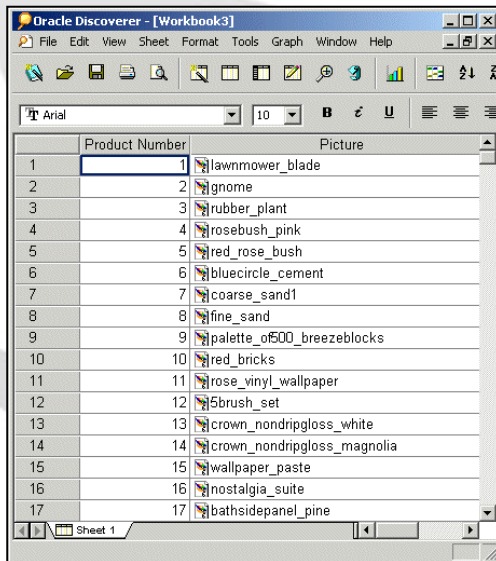 Oracle Discoverer - [Workbook3]
File Edit View Sheet Format Tools Graph Window Help
Arial 10 B i U
Product Number Picture
1 1 lawnmower_blade
2 2 gnome
3 3 rubber_plant
4 4 rosebush_pink
5 5 red_rose_bush
6 6 bluecircle_cement
7 7 coarse_sand1
8 8 fine_sand
9 9 palette_of500_breezeblocks
10 10 red_bricks
11 11 rose_vinyl_wallpaper
12 12 5brush_set
13 13 crown_nondripgloss_white
14 14 crown_nondripgloss_magnolia
15 15 wallpaper_paste
16 16 nostalgia_suite
17 17 bathsidepanel_pine
Sheet 1